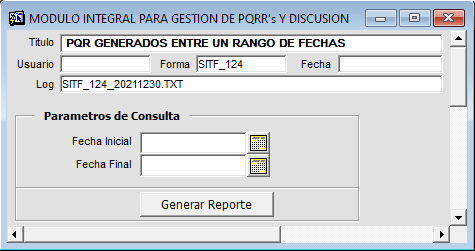 MODULO INTEGRAL PARA GESTION DE PQRR's Y DISCUSION
Titulo PQR GENERADOS ENTRE UN RANGO DE FECHAS
Usuario Forma SITF_124 Fecha
Log SITF_124_20211230.TXT
Parametros de Consulta
Fecha Inicial
Fecha Final
Generar Reporte